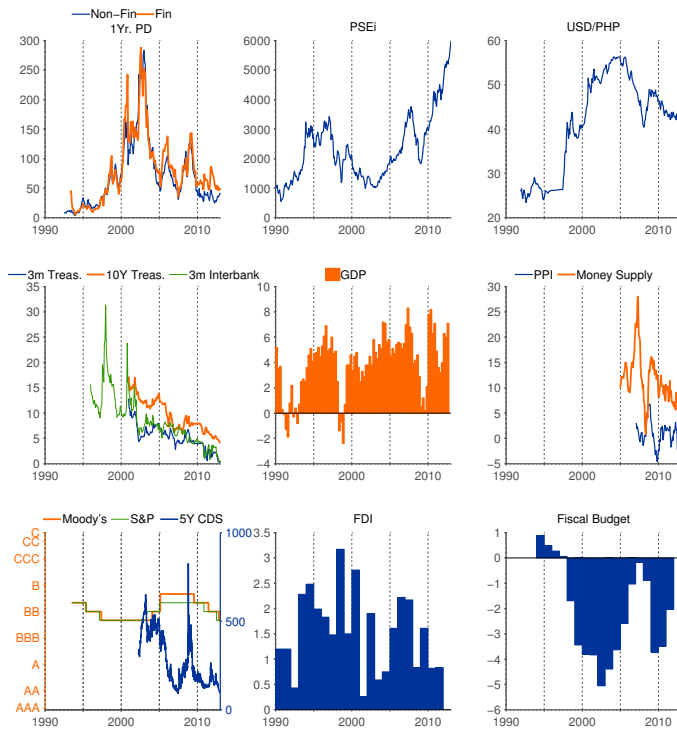 Non-Fin Fin
1Yr. PD
300
250
200
150
100
50
0
1990 2000 2010
PSEi
6000
5000
4000
3000
2000
1000
0
1990 2000 2010
USD/PHP
60
50
40
30
20
1990 2000 2010
3m Treas. 10Y Treas. 3m Interbank
35
30
25
20
15
10
5
0
1990 2000 2010
GDP
10
8
6
4
2
0
−2
−4
1990 2000 2010
PPI Money Supply
30
25
20
15
10
5
0
−5
1990 2000 2010
Moody's S&P 5Y CDS
C
CC
CCC
B
BB
BBB
A
AA
AAA
1000
500
0
1990 2000 2010
FDI
3.5
3
2.5
2
1.5
1
0.5
0
1990 2000 2010
Fiscal Budget
1
0
−1
−2
−3
−4
−5
−6
1990 2000 2010